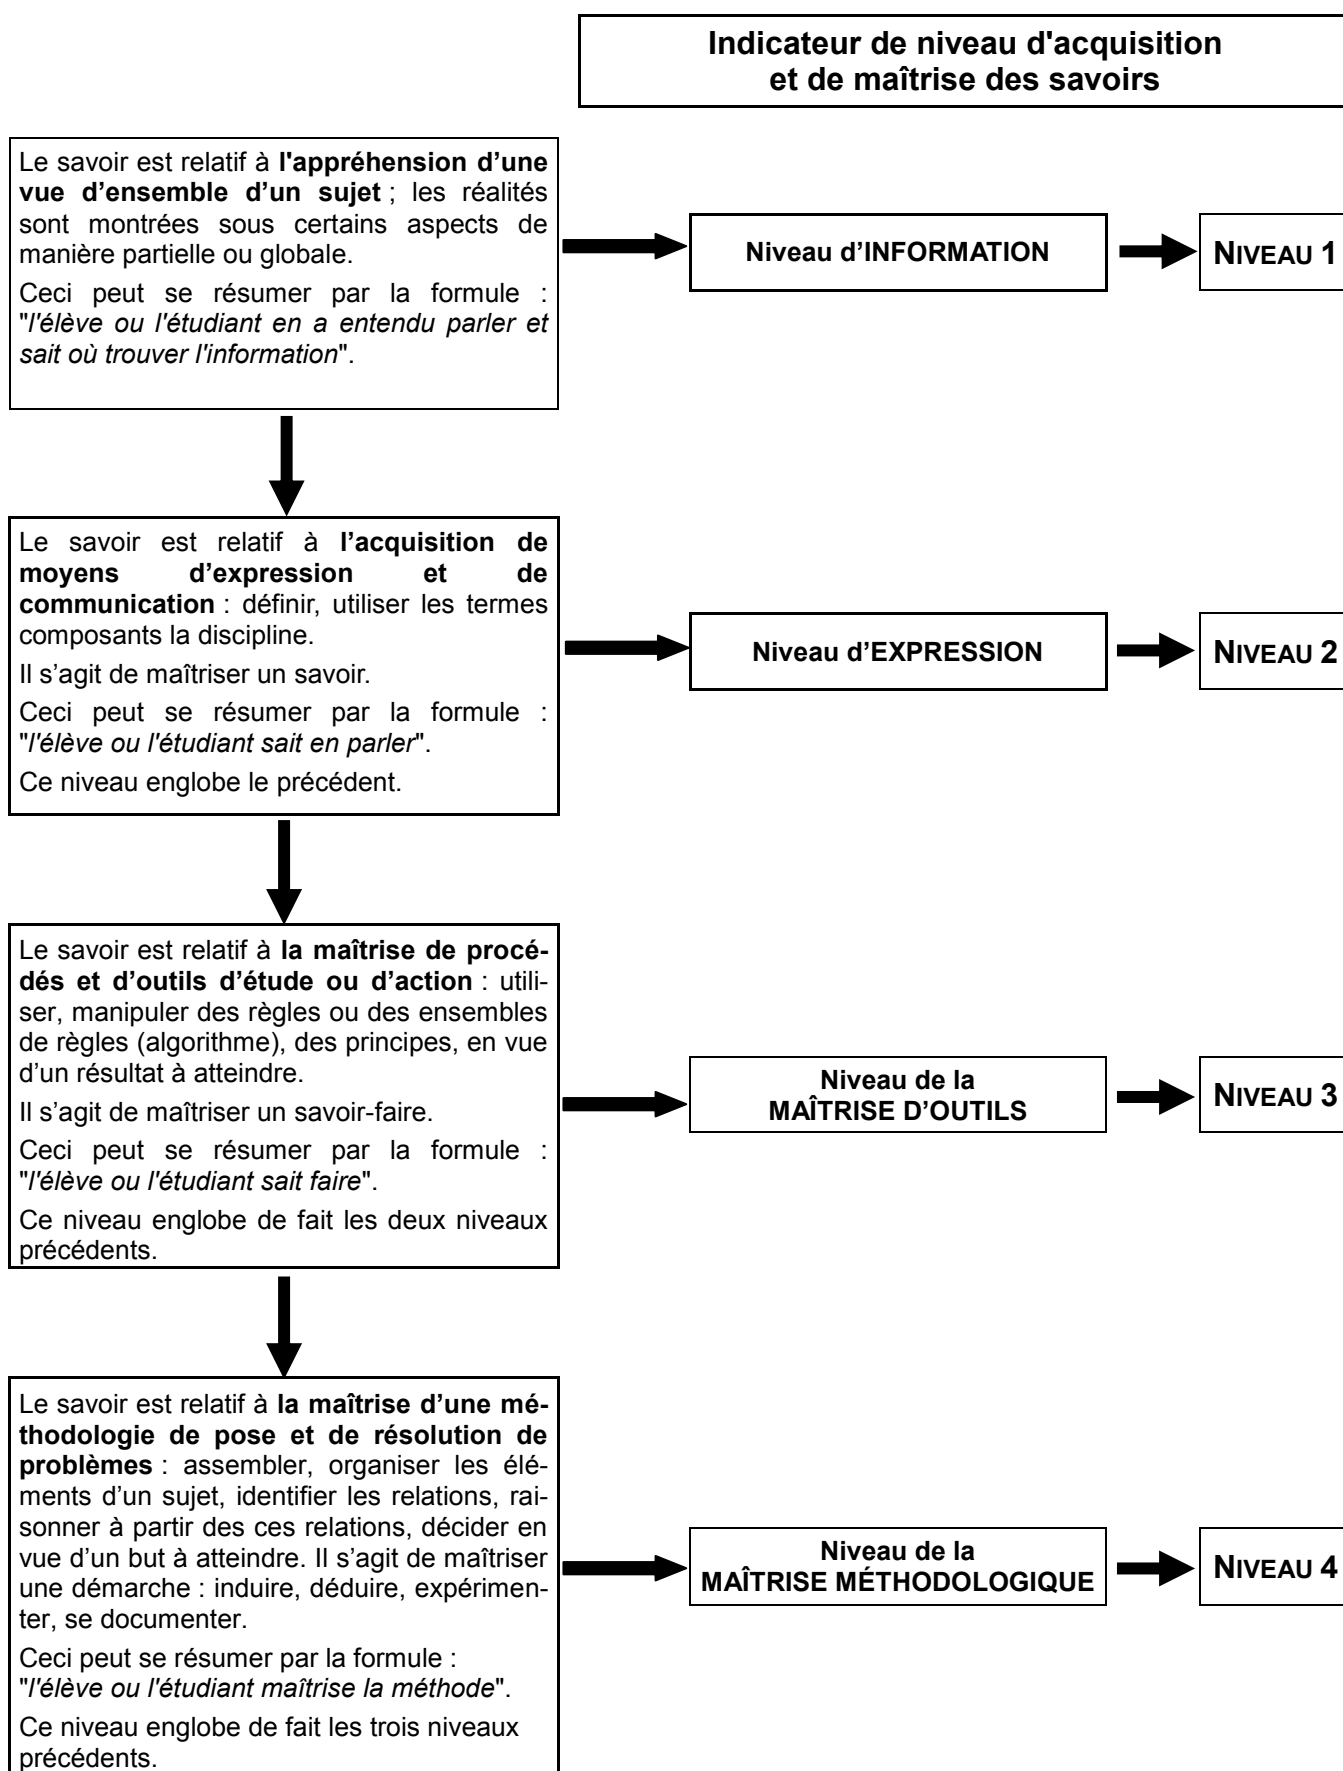 Indicateur de niveau d'acquisition
et de maîtrise des savoirs
Le savoir est relatif à l'appréhension d’une
vue d’ensemble d’un sujet ; les réalités
sont montrées sous certains aspects de
manière partielle ou globale.
Ceci peut se résumer par la formule :
"l'élève ou l'étudiant en a entendu parler et
sait où trouver l'information".
Niveau d’INFORMATION
NIVEAU 1
Le savoir est relatif à l’acquisition de
moyens d’expression et de
communication : définir, utiliser les termes
composants la discipline.
Il s’agit de maîtriser un savoir.
Ceci peut se résumer par la formule :
"l'élève ou l'étudiant sait en parler".
Ce niveau englobe le précédent.
Niveau d’EXPRESSION
NIVEAU 2
Le savoir est relatif à la maîtrise de procé-
dés et d’outils d’étude ou d’action : utili-
ser, manipuler des règles ou des ensembles
de règles (algorithme), des principes, en vue
d’un résultat à atteindre.
Il s’agit de maîtriser un savoir-faire.
Ceci peut se résumer par la formule :
"l'élève ou l'étudiant sait faire".
Ce niveau englobe de fait les deux niveaux
précédents.
Niveau de la
MAÎTRISE D’OUTILS
NIVEAU 3
Le savoir est relatif à la maîtrise d’une mé-
thodologie de pose et de résolution de
problèmes : assembler, organiser les élé-
ments d’un sujet, identifier les relations, rai-
sonner à partir des ces relations, décider en
vue d’un but à atteindre. Il s’agit de maîtriser
une démarche : induire, déduire, expérimen-
ter, se documenter.
Ceci peut se résumer par la formule :
"l'élève ou l'étudiant maîtrise la méthode".
Ce niveau englobe de fait les trois niveaux
précédents.
Niveau de la
MAÎTRISE MÉTHODOLOGIQUE
NIVEAU 4